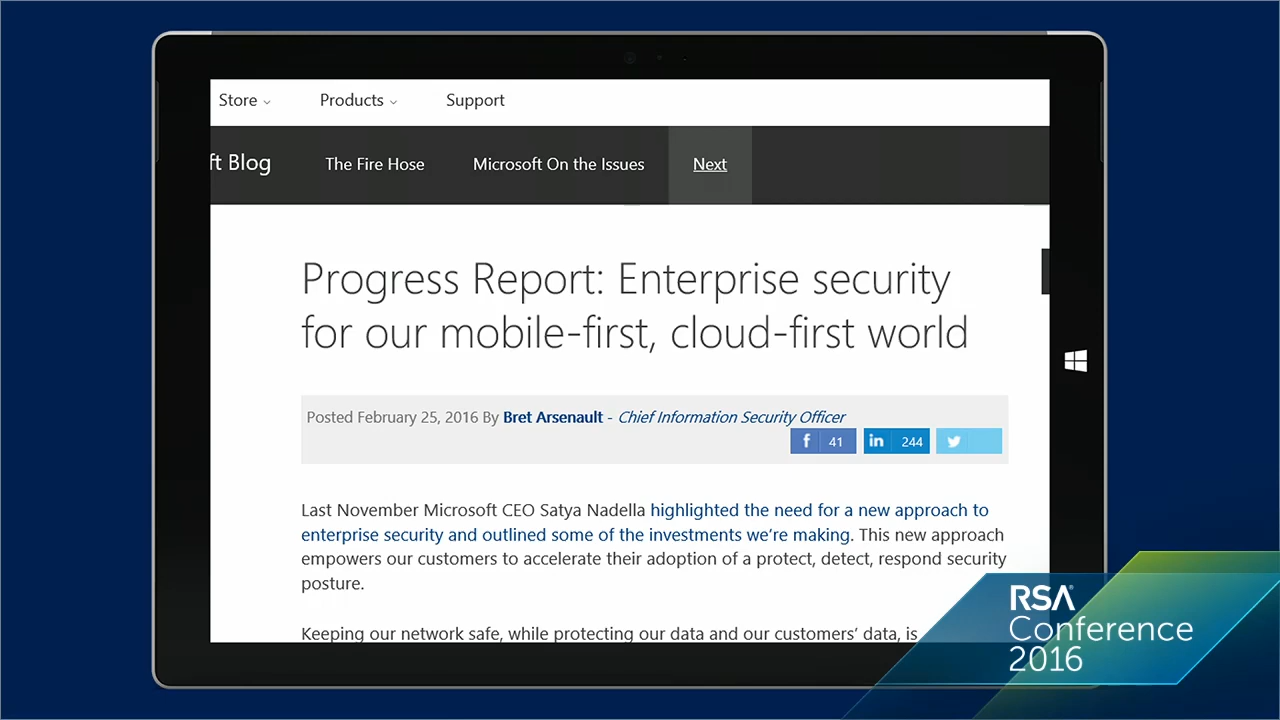 Store Products Support
ft Blog The Fire Hose Microsoft On the Issues Next
Progress Report: Enterprise security
for our mobile-first, cloud-first world
Posted February 25, 2016 By Bret Arsenault - Chief Information Security Officer
f 41 in 244
Last November Microsoft CEO Satya Nadella highlighted the need for a new approach to
enterprise security and outlined some of the investments we're making. This new approach
empowers our customers to accelerate their adoption of a protect, detect, respond security
posture.
Keeping our network safe, while protecting our data and our customers' data, is
RSA®
Conference
2016